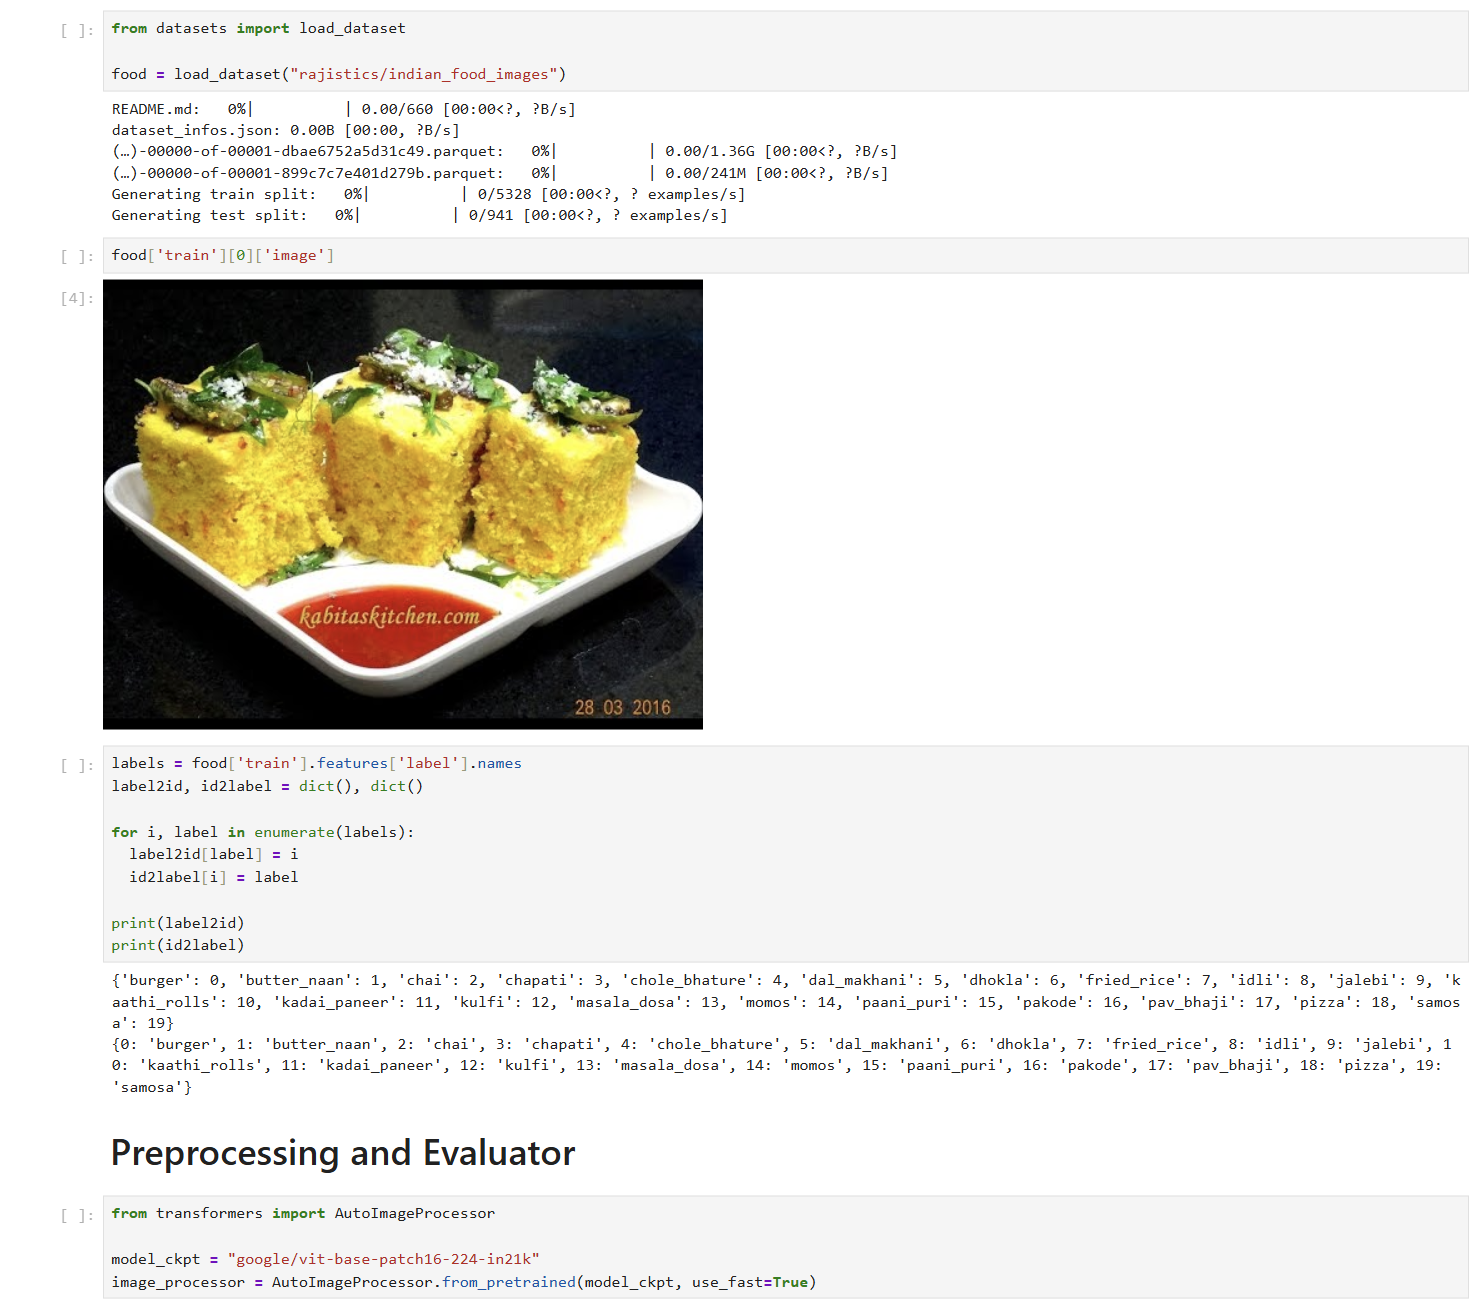 [ ]:
from datasets import load_dataset
food = load_dataset("rajistics/indian_food_images")
README.md:   0%|          | 0.00/660 [00:00<?, ?B/s]
dataset_infos.json: 0.00B [00:00, ?B/s]
(…)-00000-of-00001-dbae6752a5d31c49.parquet:   0%|          | 0.00/1.36G [00:00<?, ?B/s]
(…)-00000-of-00001-899c7c7e401d279b.parquet:   0%|          | 0.00/241M [00:00<?, ?B/s]
Generating train split:   0%|          | 0/5328 [00:00<?, ? examples/s]
Generating test split:   0%|          | 0/941 [00:00<?, ? examples/s]
[ ]:
food['train'][0]['image']
[4]:
kabitaskitchen.com
28 03 2016
[ ]:
labels = food['train'].features['label'].names
label2id, id2label = dict(), dict()
for i, label in enumerate(labels):
  label2id[label] = i
  id2label[i] = label
print(label2id)
print(id2label)
{'burger': 0, 'butter_naan': 1, 'chai': 2, 'chapati': 3, 'chole_bhature': 4, 'dal_makhani': 5, 'dhokla': 6, 'fried_rice': 7, 'idli': 8, 'jalebi': 9, 'k
aathi_rolls': 10, 'kadai_paneer': 11, 'kulfi': 12, 'masala_dosa': 13, 'momos': 14, 'paani_puri': 15, 'pakode': 16, 'pav_bhaji': 17, 'pizza': 18, 'samos
a': 19}
{0: 'burger', 1: 'butter_naan', 2: 'chai', 3: 'chapati', 4: 'chole_bhature', 5: 'dal_makhani', 6: 'dhokla', 7: 'fried_rice', 8: 'idli', 9: 'jalebi', 1
0: 'kaathi_rolls', 11: 'kadai_paneer', 12: 'kulfi', 13: 'masala_dosa', 14: 'momos', 15: 'paani_puri', 16: 'pakode', 17: 'pav_bhaji', 18: 'pizza', 19:
'samosa'}
Preprocessing and Evaluator
[ ]:
from transformers import AutoImageProcessor
model_ckpt = "google/vit-base-patch16-224-in21k"
image_processor = AutoImageProcessor.from_pretrained(model_ckpt, use_fast=True)